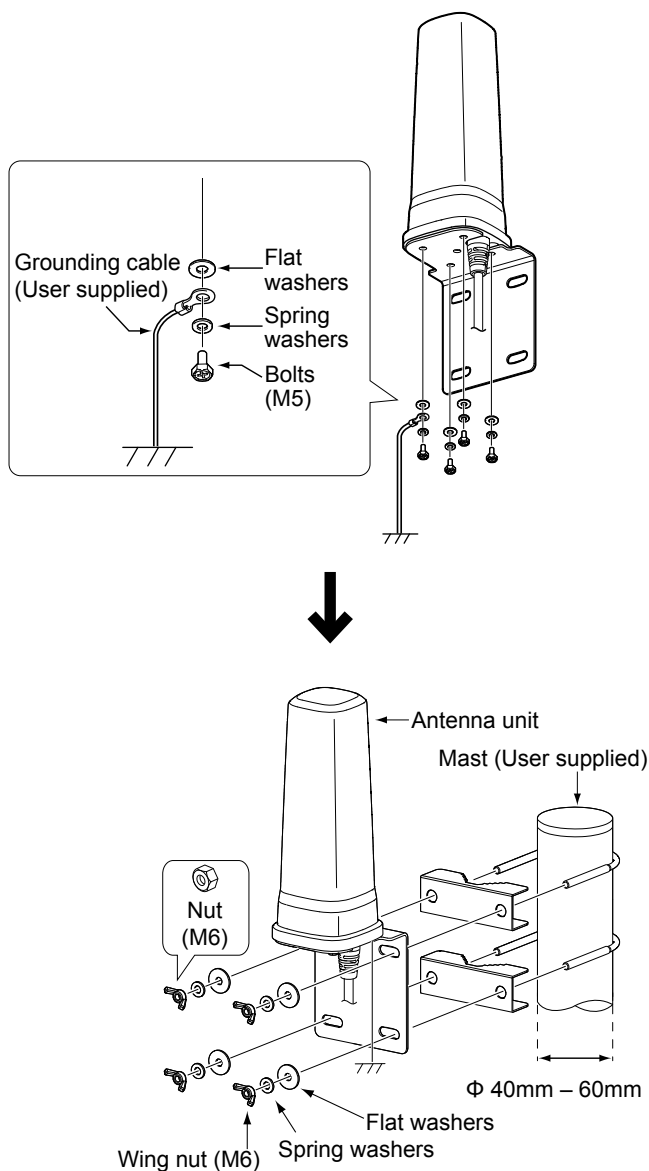 Grounding cable
(User supplied)
Flat
washers
Spring
washers
Bolts
(M5)
Antenna unit
Mast (User supplied)
Nut
(M6)
Φ 40mm – 60mm
Flat washers
Spring washers
Wing nut (M6)